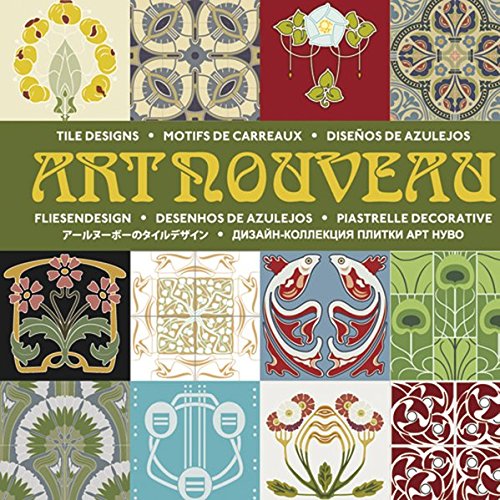 TILE DESIGNS • MOTIFS DE CARREAUX • DISEÑOS DE AZULEJOS
ART NOUVEAU
FLIESENDESIGN • DESENHOS DE AZULEJOS • PIASTRELLE DECORATIVE
アールヌーボーのタイルデザイン • ДИЗАЙН-КОЛЛЕКЦИЯ ПЛИТКИ АРТ НУВО